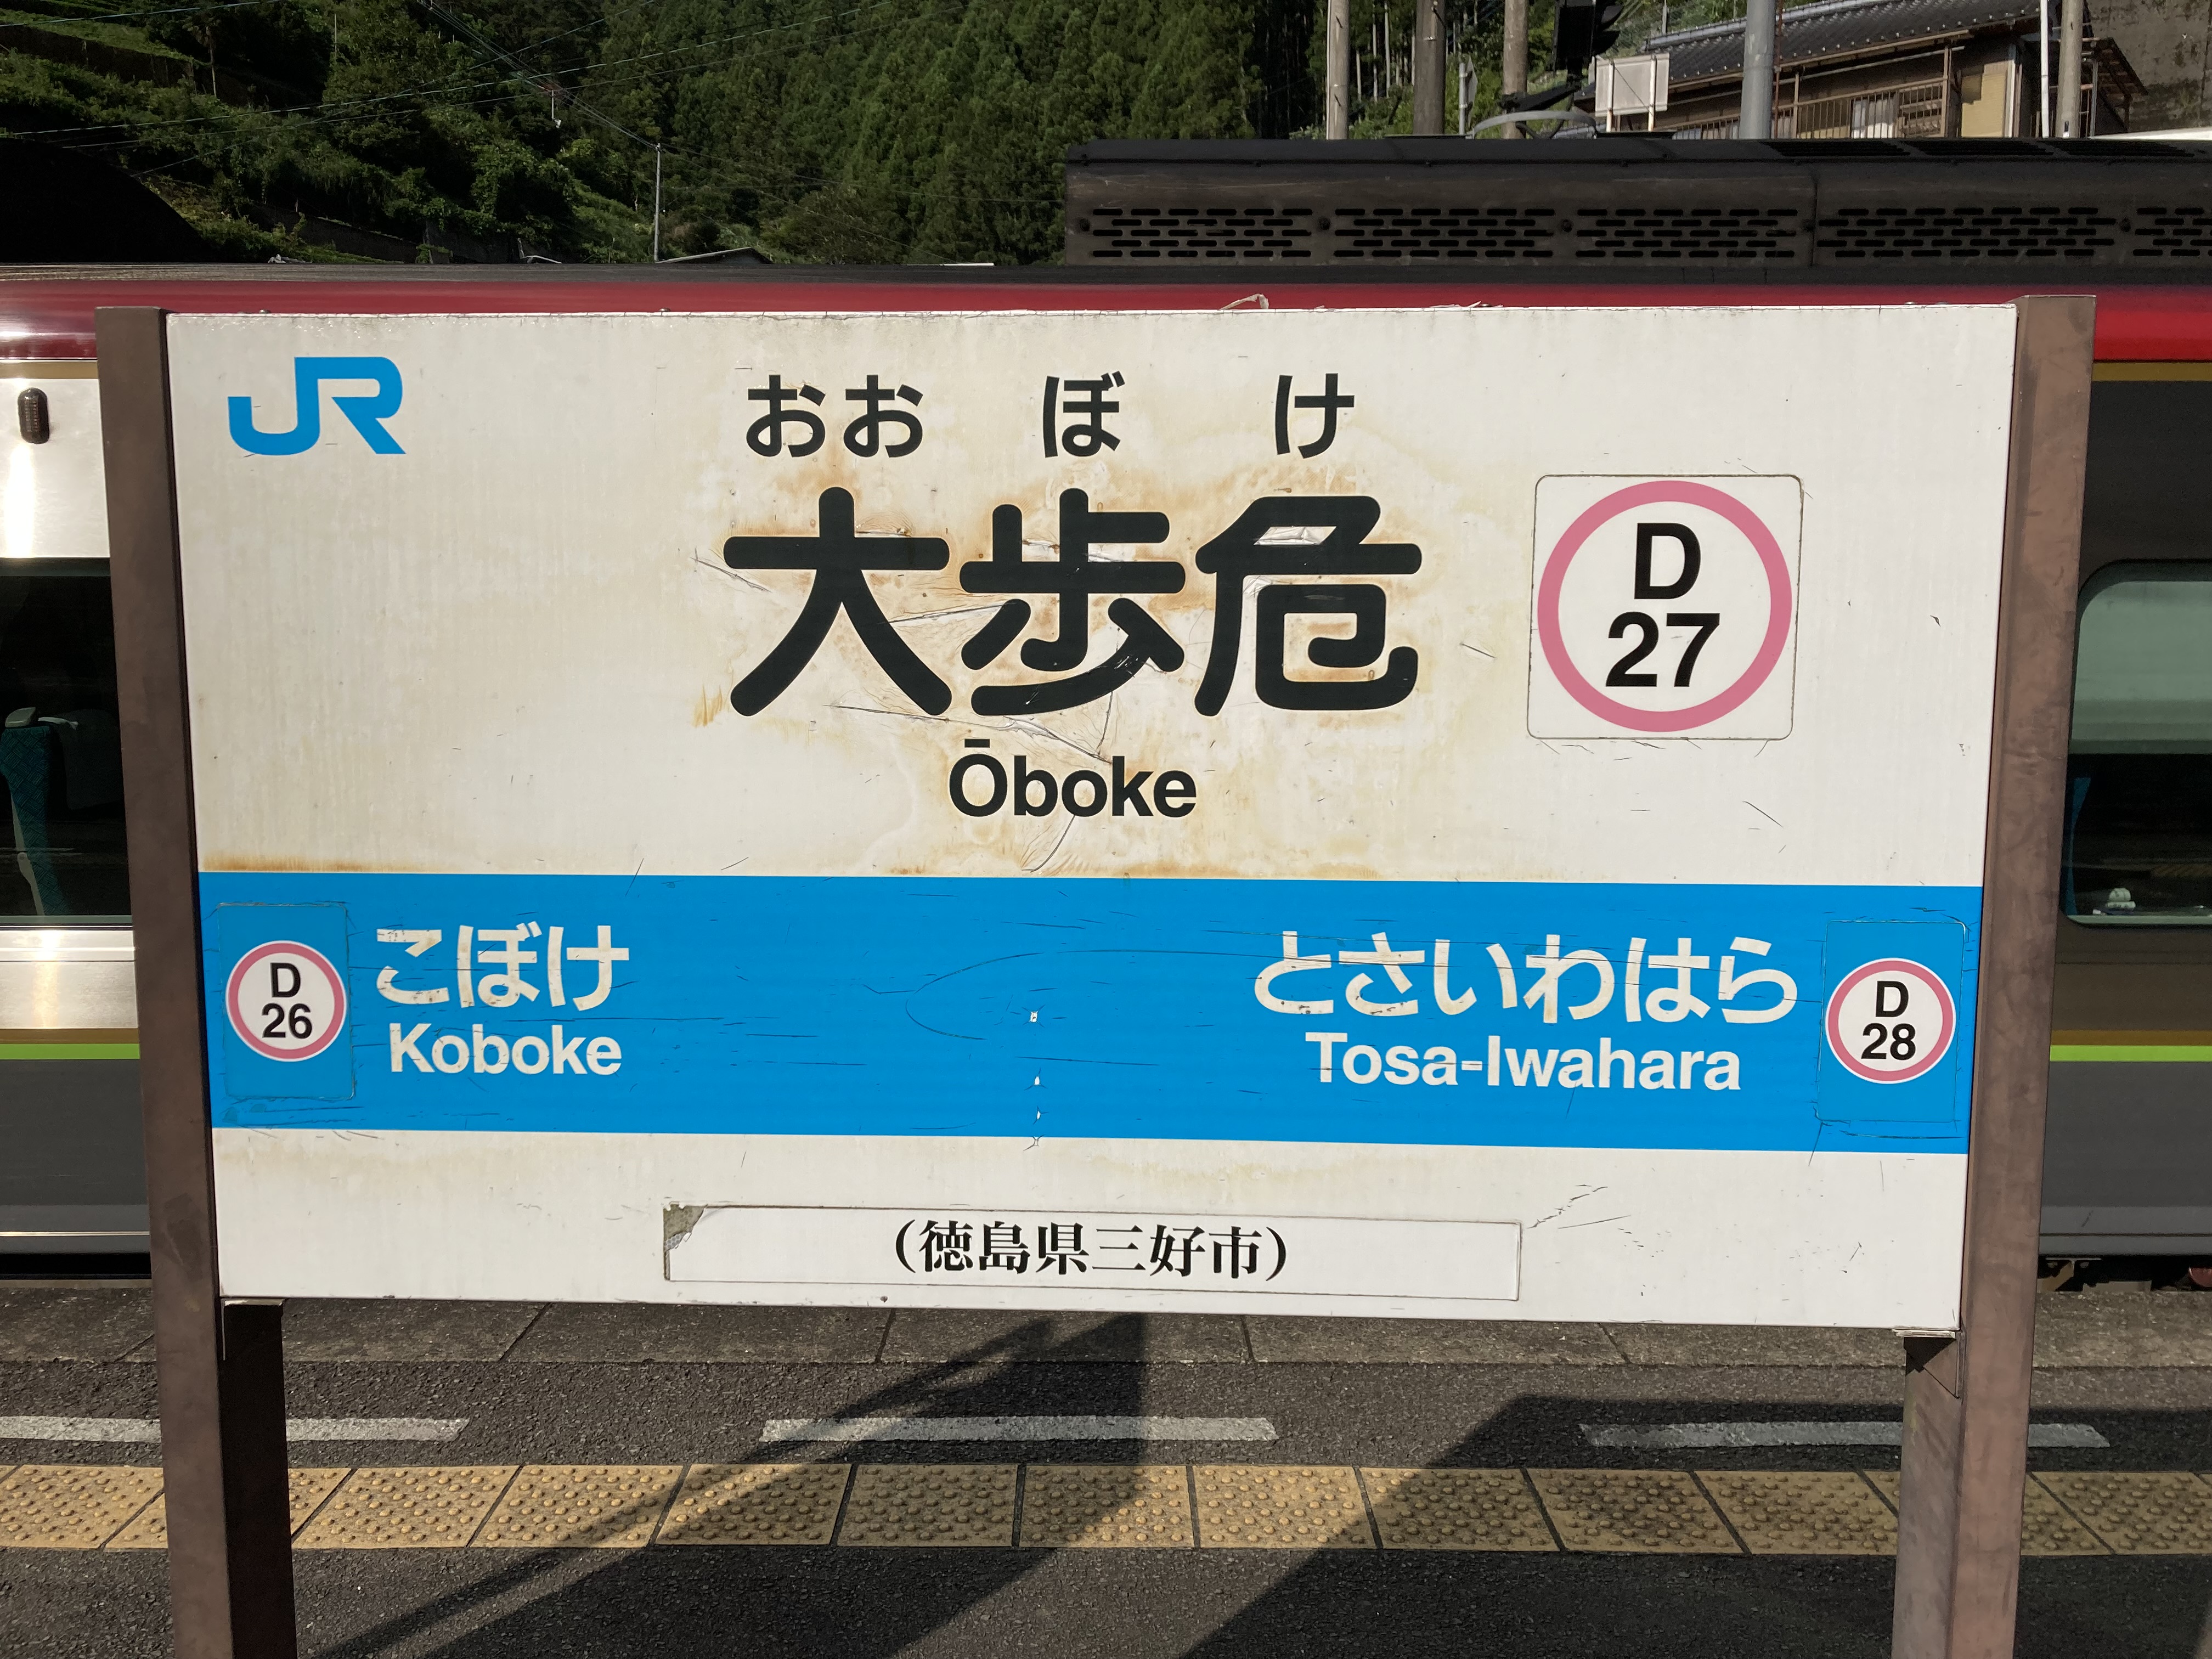 JR
おお ぼ け
大歩危
D
27
Ōboke
D
26
こぼけ
Koboke
とさいわはら
Tosa-Iwahara
D
28
(徳島県三好市)